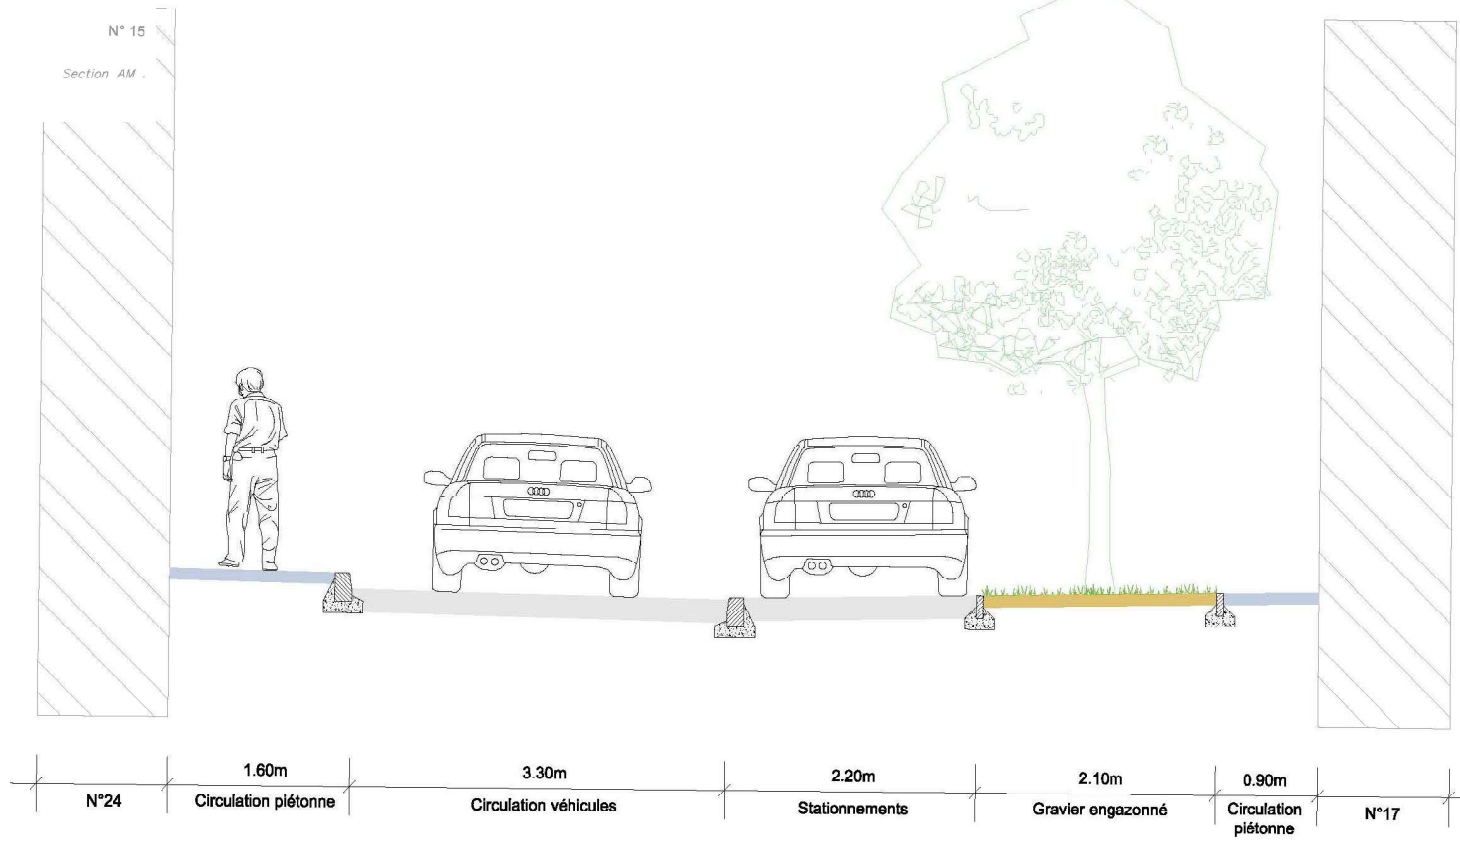 N° 15
Section AM .
1.60m
3.30m
2.20m
2.10m
0.90m
N°24
Circulation piétonne
Circulation véhicules
Stationnements
Gravier engazonné
Circulation
piétonne
N°17